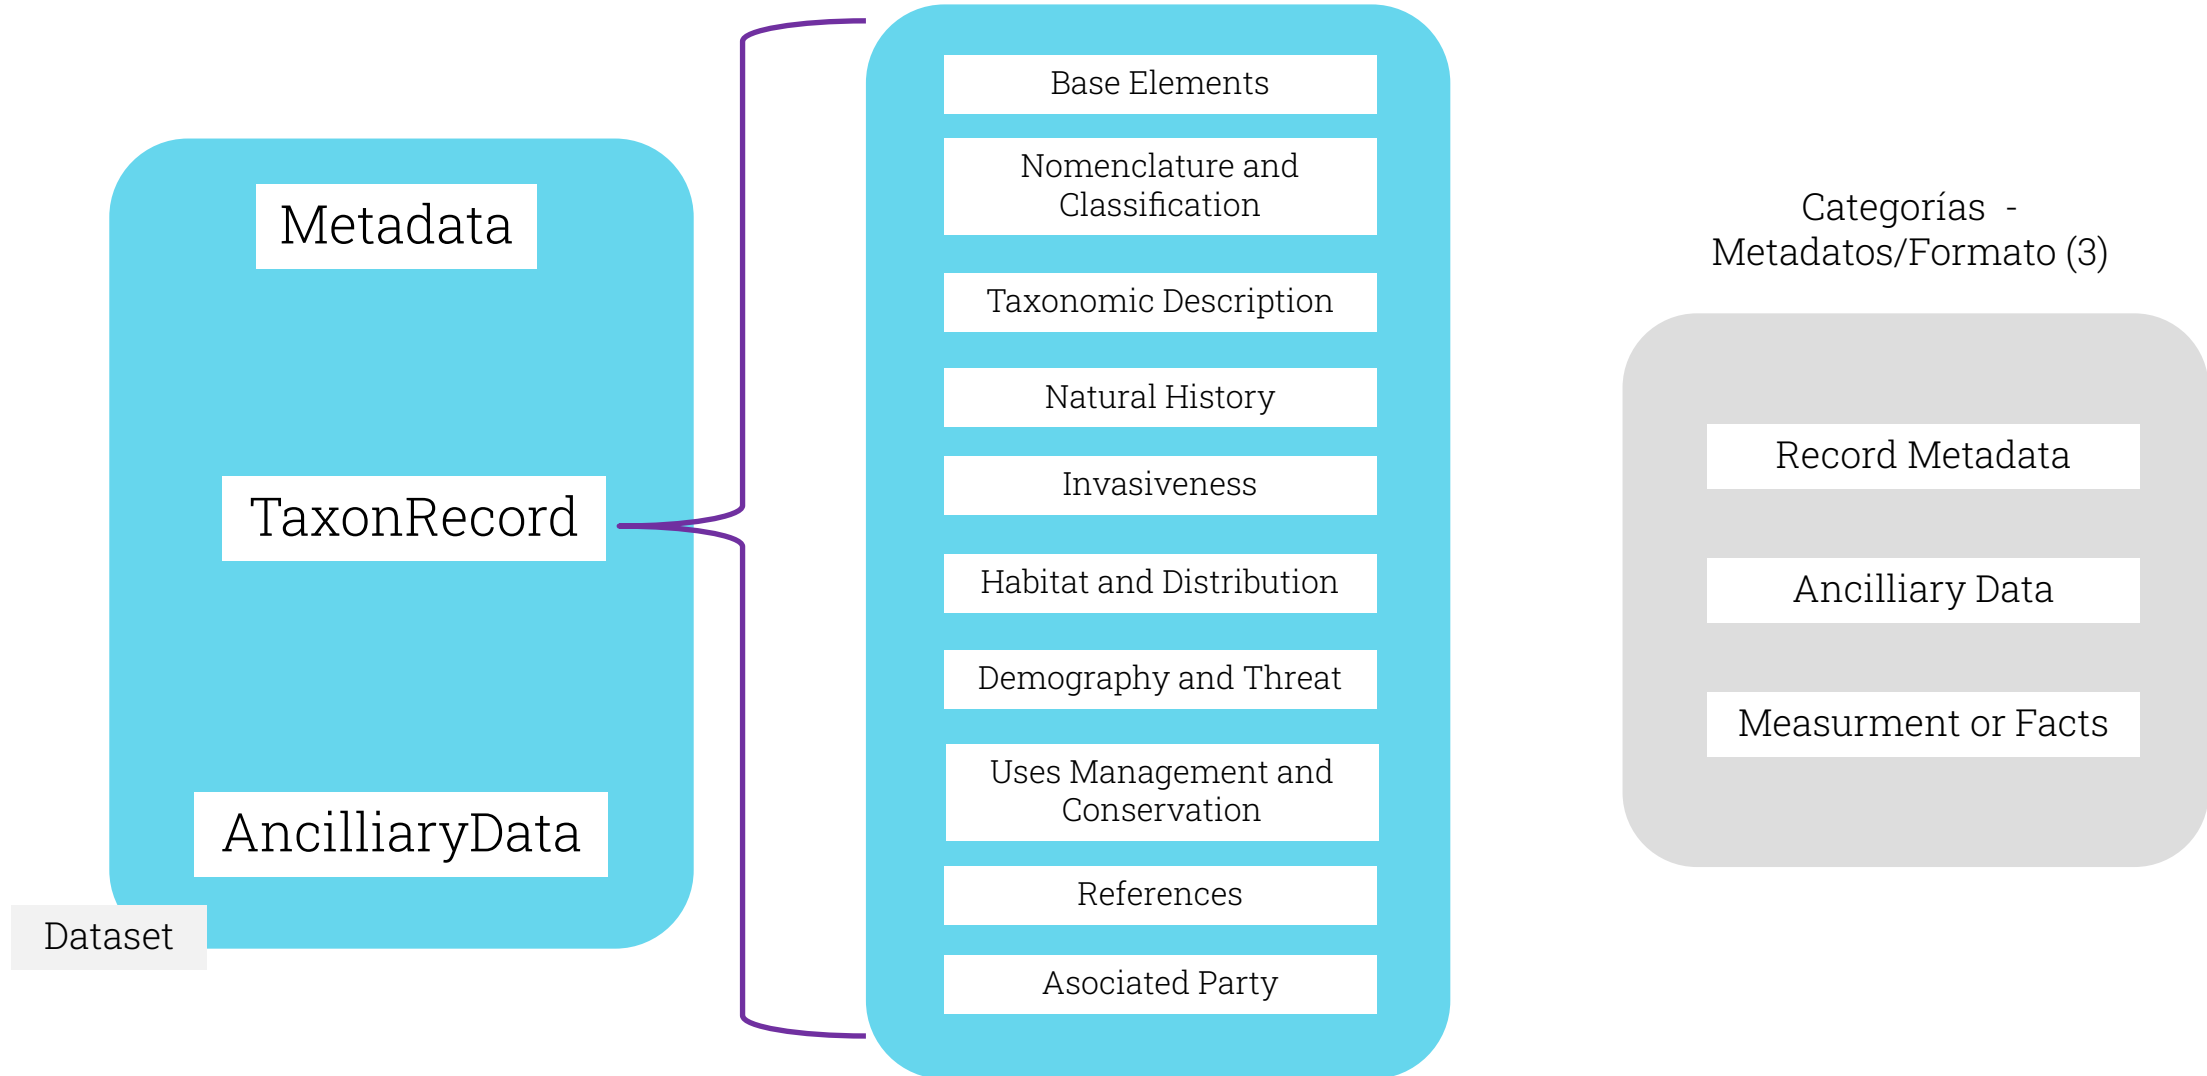 Metadata
TaxonRecord
AncilliaryData
Dataset
Base Elements
Nomenclature and
Classification
Taxonomic Description
Natural History
Invasiveness
Habitat and Distribution
Demography and Threat
Uses Management and
Conservation
References
Asociated Party
Categorías -
Metadatos/Formato (3)
Record Metadata
Ancilliary Data
Measurment or Facts